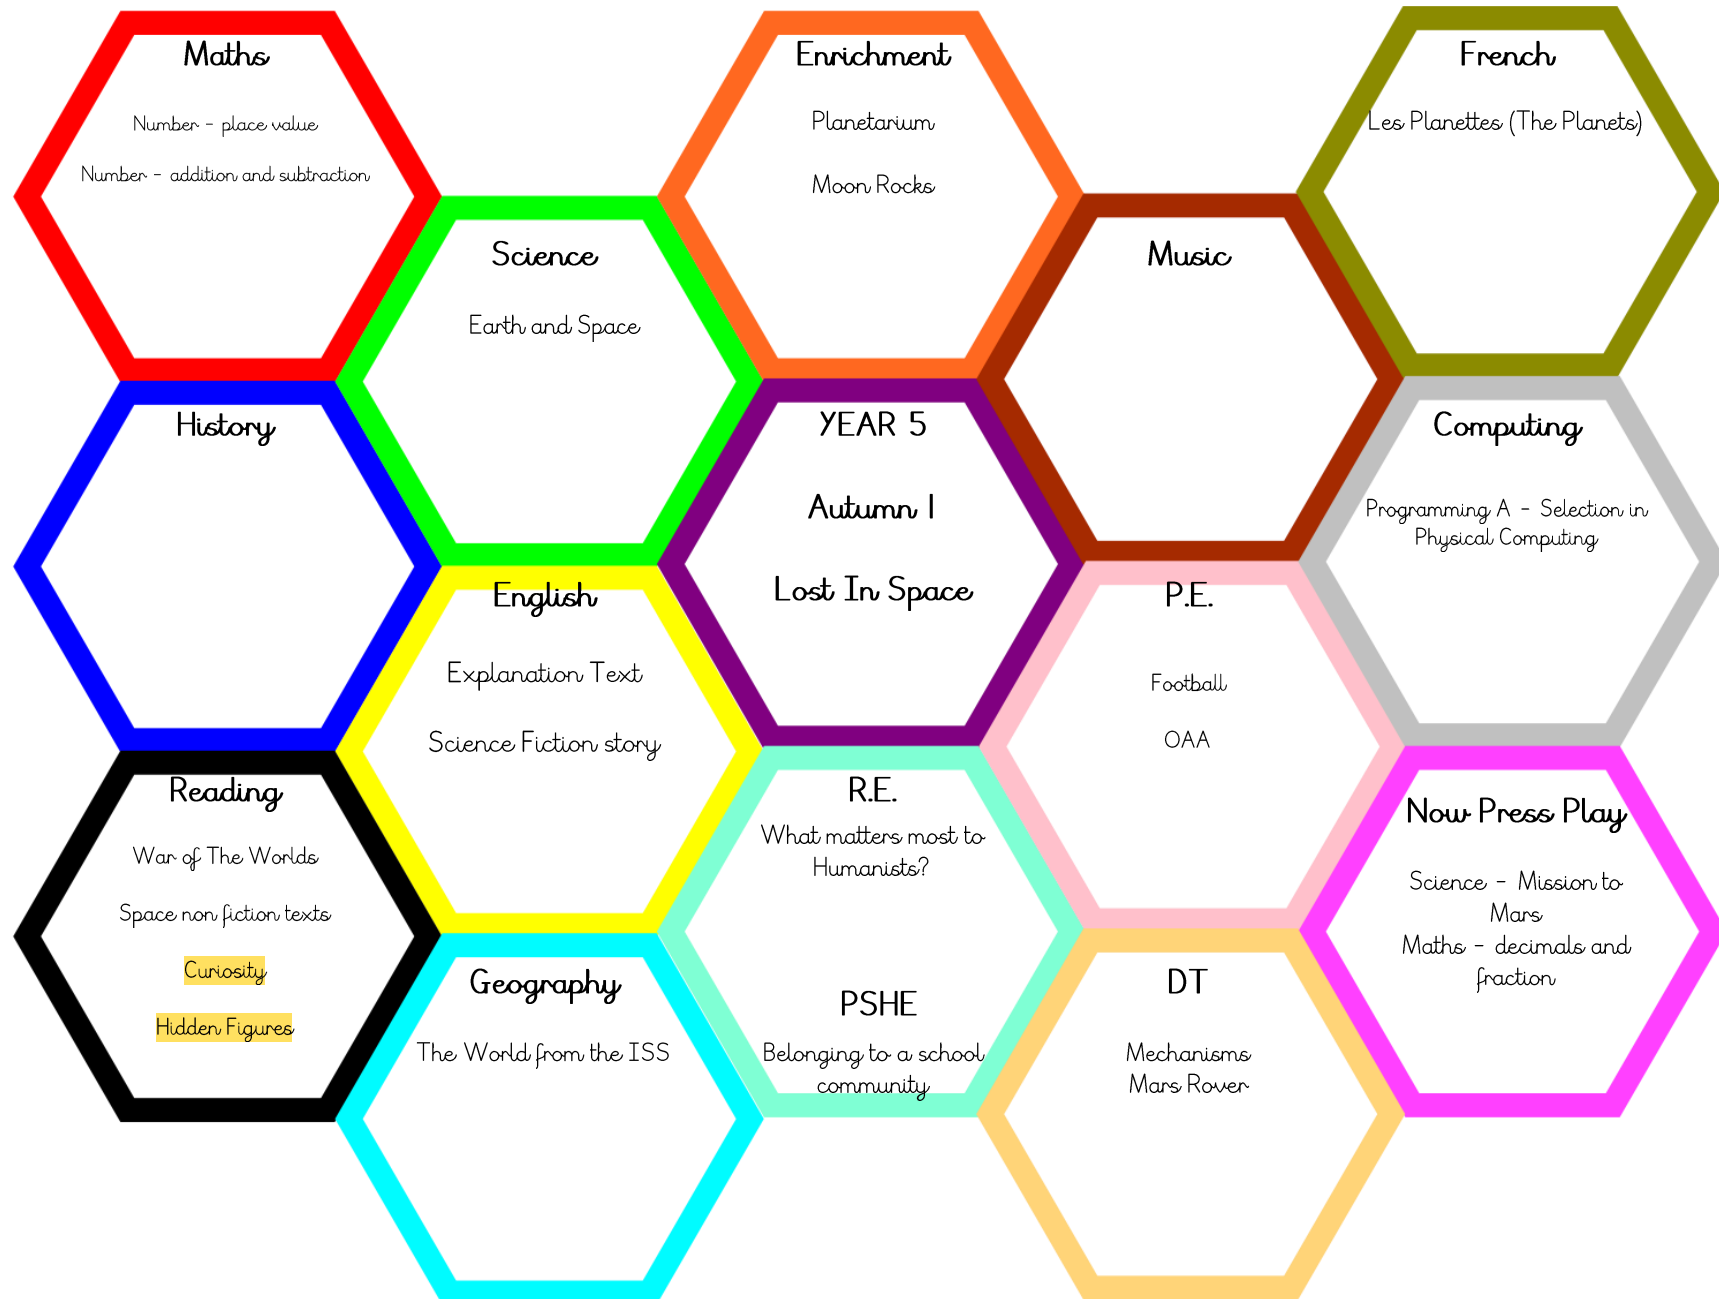 Maths
Number - place value
Number - addition and subtraction
Enrichment
Planetarium
Moon Rocks
French
Les Planettes (The Planets)
Science
Earth and Space
Music
History
YEAR 5
Autumn 1
Lost In Space
Computing
Programming A - Selection in
Physical Computing
English
Explanation Text
Science Fiction story
P.E.
Football
OAA
Reading
War of The Worlds
Space non fiction texts
Curiosity
Hidden Figures
R.E.
What matters most to
Humanists?
PSHE
Belonging to a school
community
Now Press Play
Science - Mission to
Mars
Maths - decimals and
fraction
Geography
The World from the ISS
DT
Mechanisms
Mars Rover